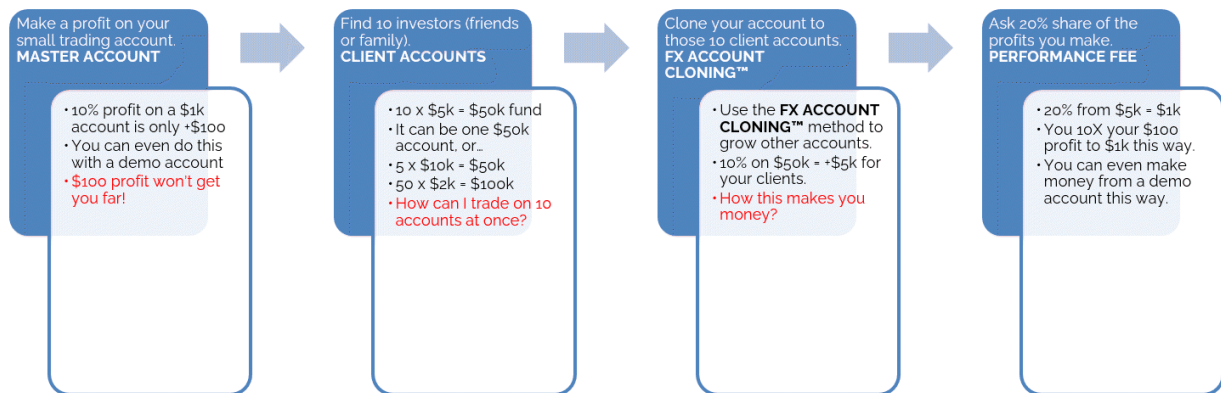 Make a profit on your
small trading account.
MASTER ACCOUNT
• 10% profit on a $1k
account is only +$100
• You can even do this
with a demo account
• $100 profit won't get
you far!
Find 10 investors (friends
or family).
CLIENT ACCOUNTS
• 10 x $5k = $50k fund
• It can be one $50k
account, or…
• 5 x $10k = $50k
• 50 x $2k = $100k
• How can I trade on 10
accounts at once?
Clone your account to
those 10 client accounts.
FX ACCOUNT
CLONING™
• Use the FX ACCOUNT
CLONING™ method to
grow other accounts.
• 10% on $50k = +$5k for
your clients.
• How this makes you
money?
Ask 20% share of the
profits you make.
PERFORMANCE FEE
• 20% from $5k = $1k
• You 10X your $100
profit to $1k this way.
• You can even make
money from a demo
account this way.